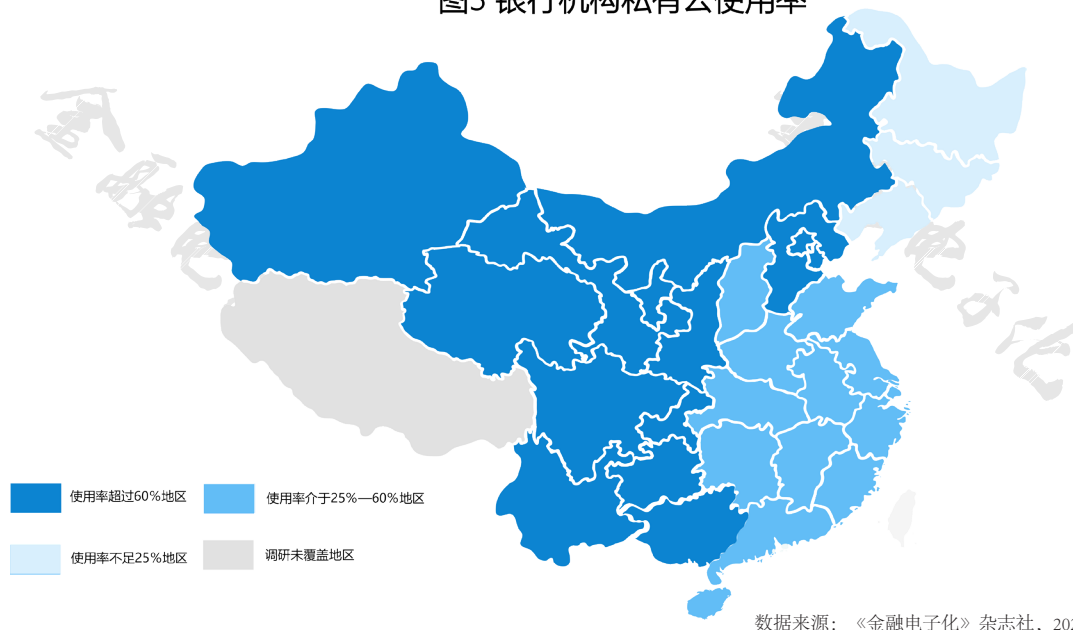 图3 银行机构私有云使用率
使用率超过60%地区
使用率介于25%—60%地区
使用率不足25%地区
调研未覆盖地区
数据来源：《金融电子化》杂志社，202